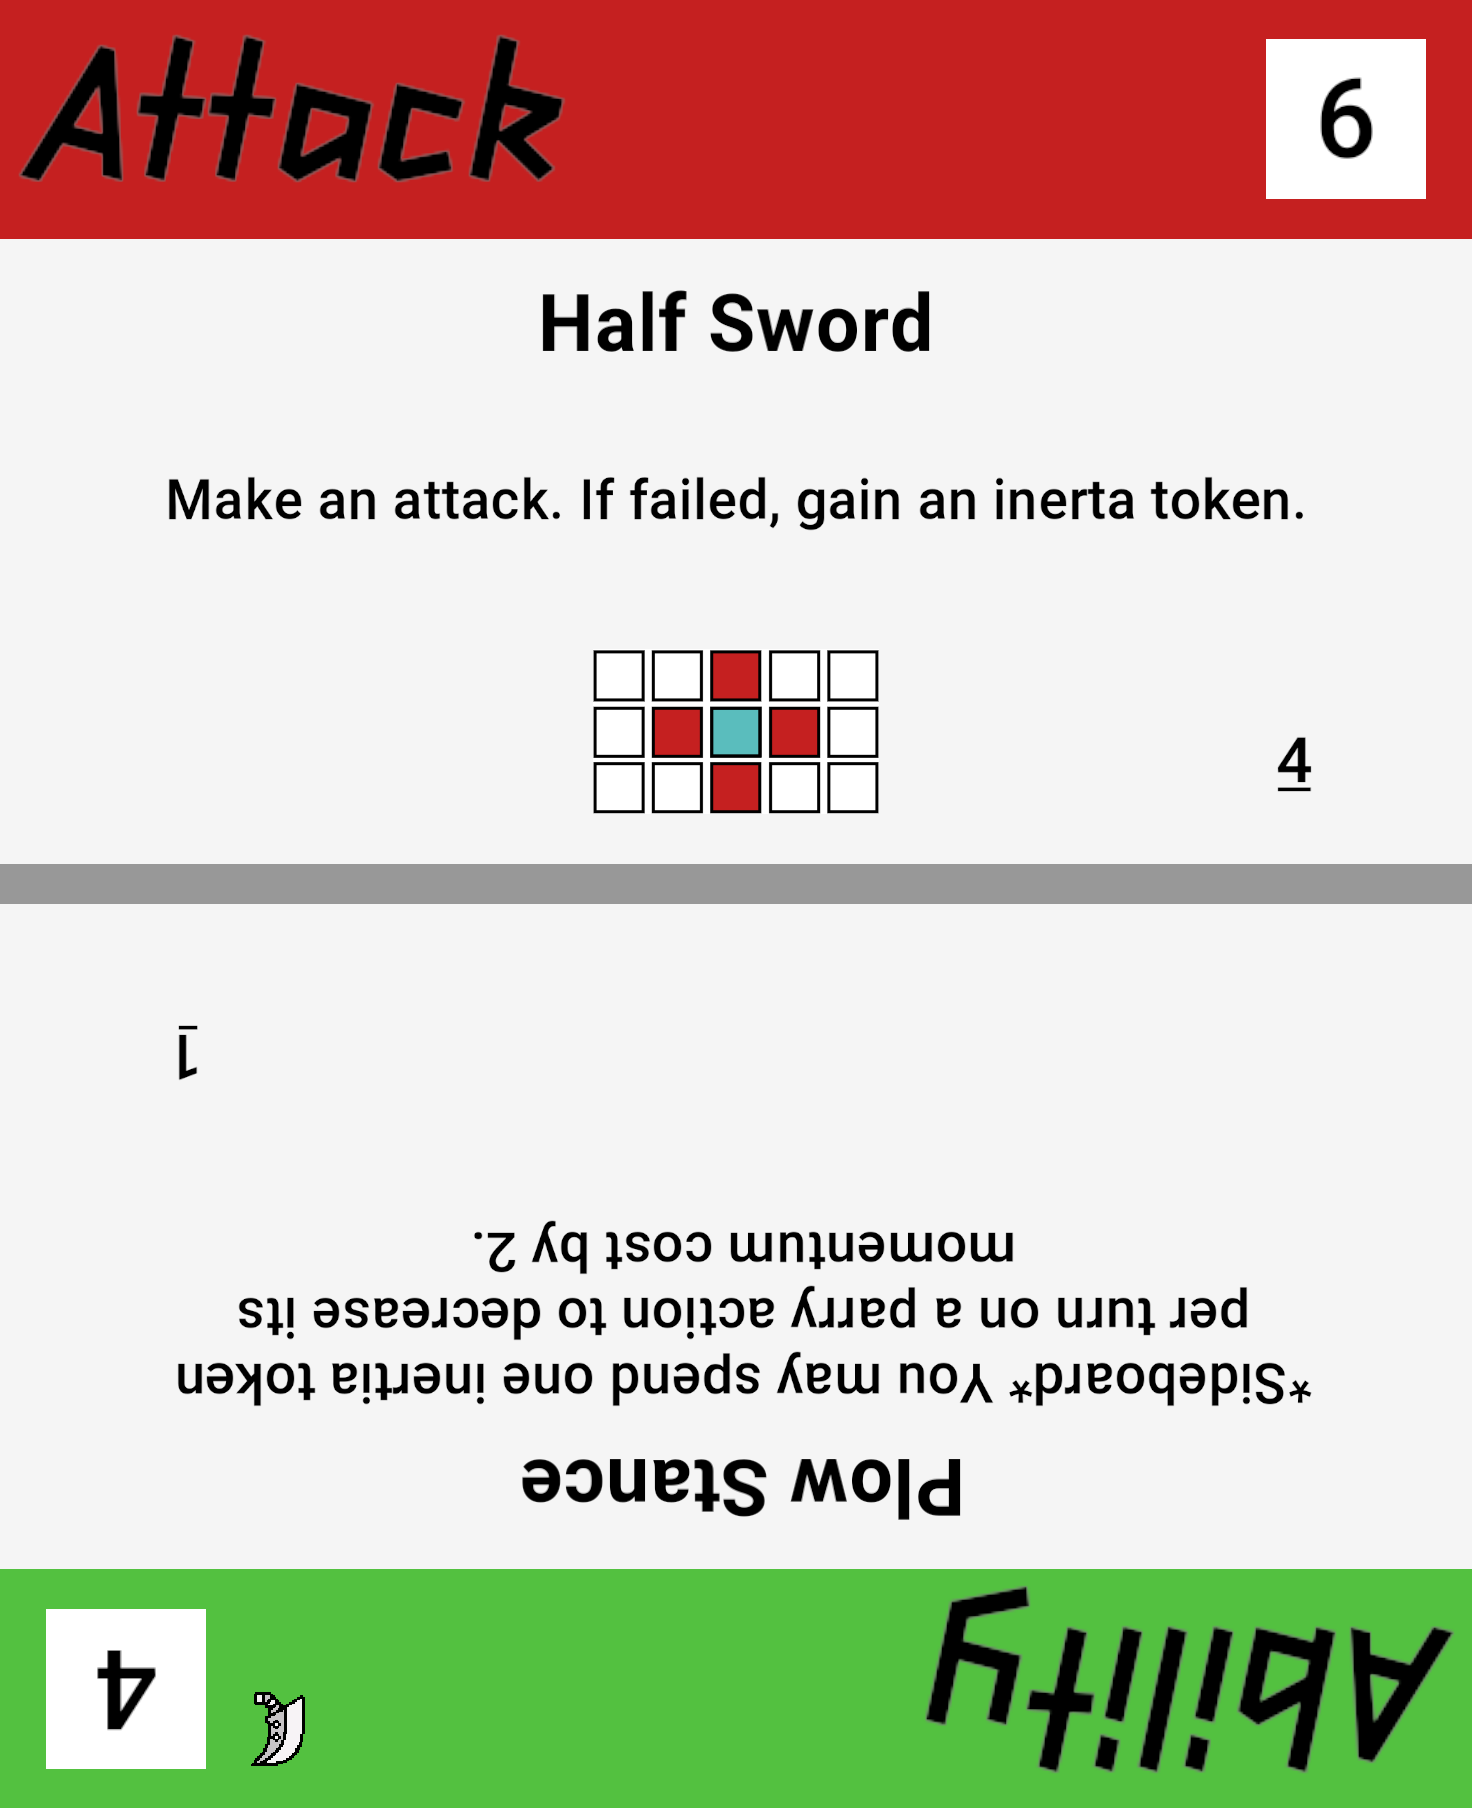 Attack
6
Half Sword
Make an attack. If failed, gain an inerta token.
4
Ability
4
Plow Stance
*Sideboard* You may spend one inertia token
per turn on a parry action to decrease its
momentum cost by 2.
1